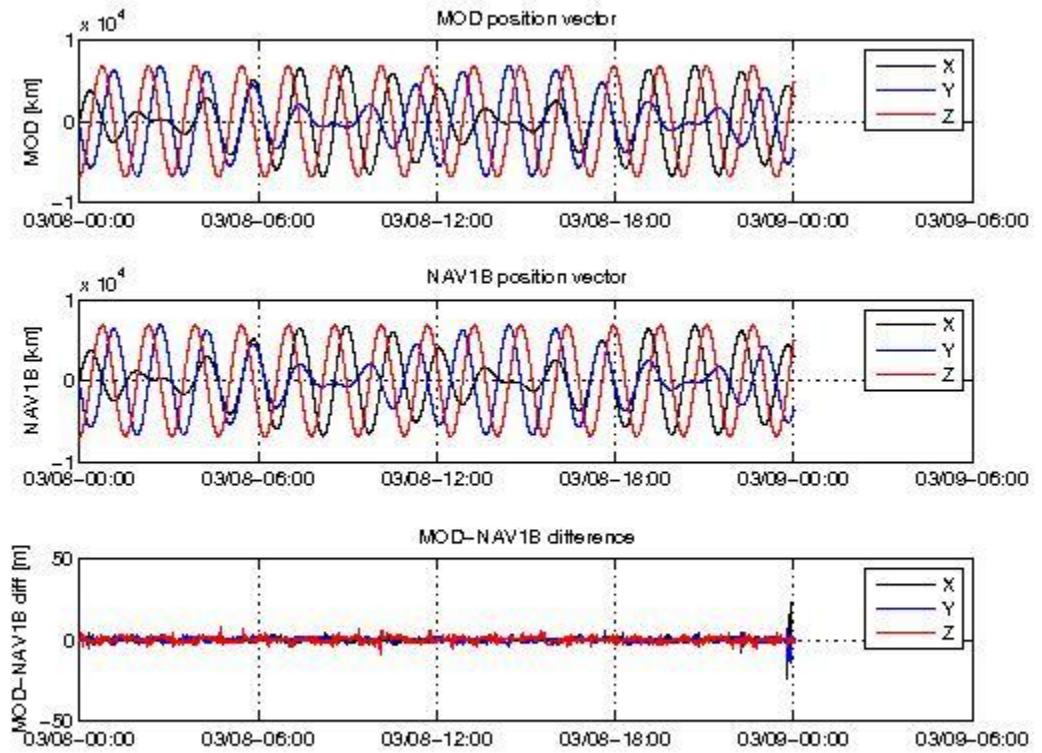 MOD position vector
x 10^4
1
0
−1
MOD [km]
X
Y
Z
03/08−00:00 03/08−06:00 03/08−12:00 03/08−18:00 03/09−00:00 03/09−06:00
NAV1B position vector
x 10^4
1
0
−1
NAV1B [km]
X
Y
Z
03/08−00:00 03/08−06:00 03/08−12:00 03/08−18:00 03/09−00:00 03/09−06:00
MOD−NAV1B difference
50
0
−50
MOD−NAV1B diff [m]
X
Y
Z
03/08−00:00 03/08−06:00 03/08−12:00 03/08−18:00 03/09−00:00 03/09−06:00